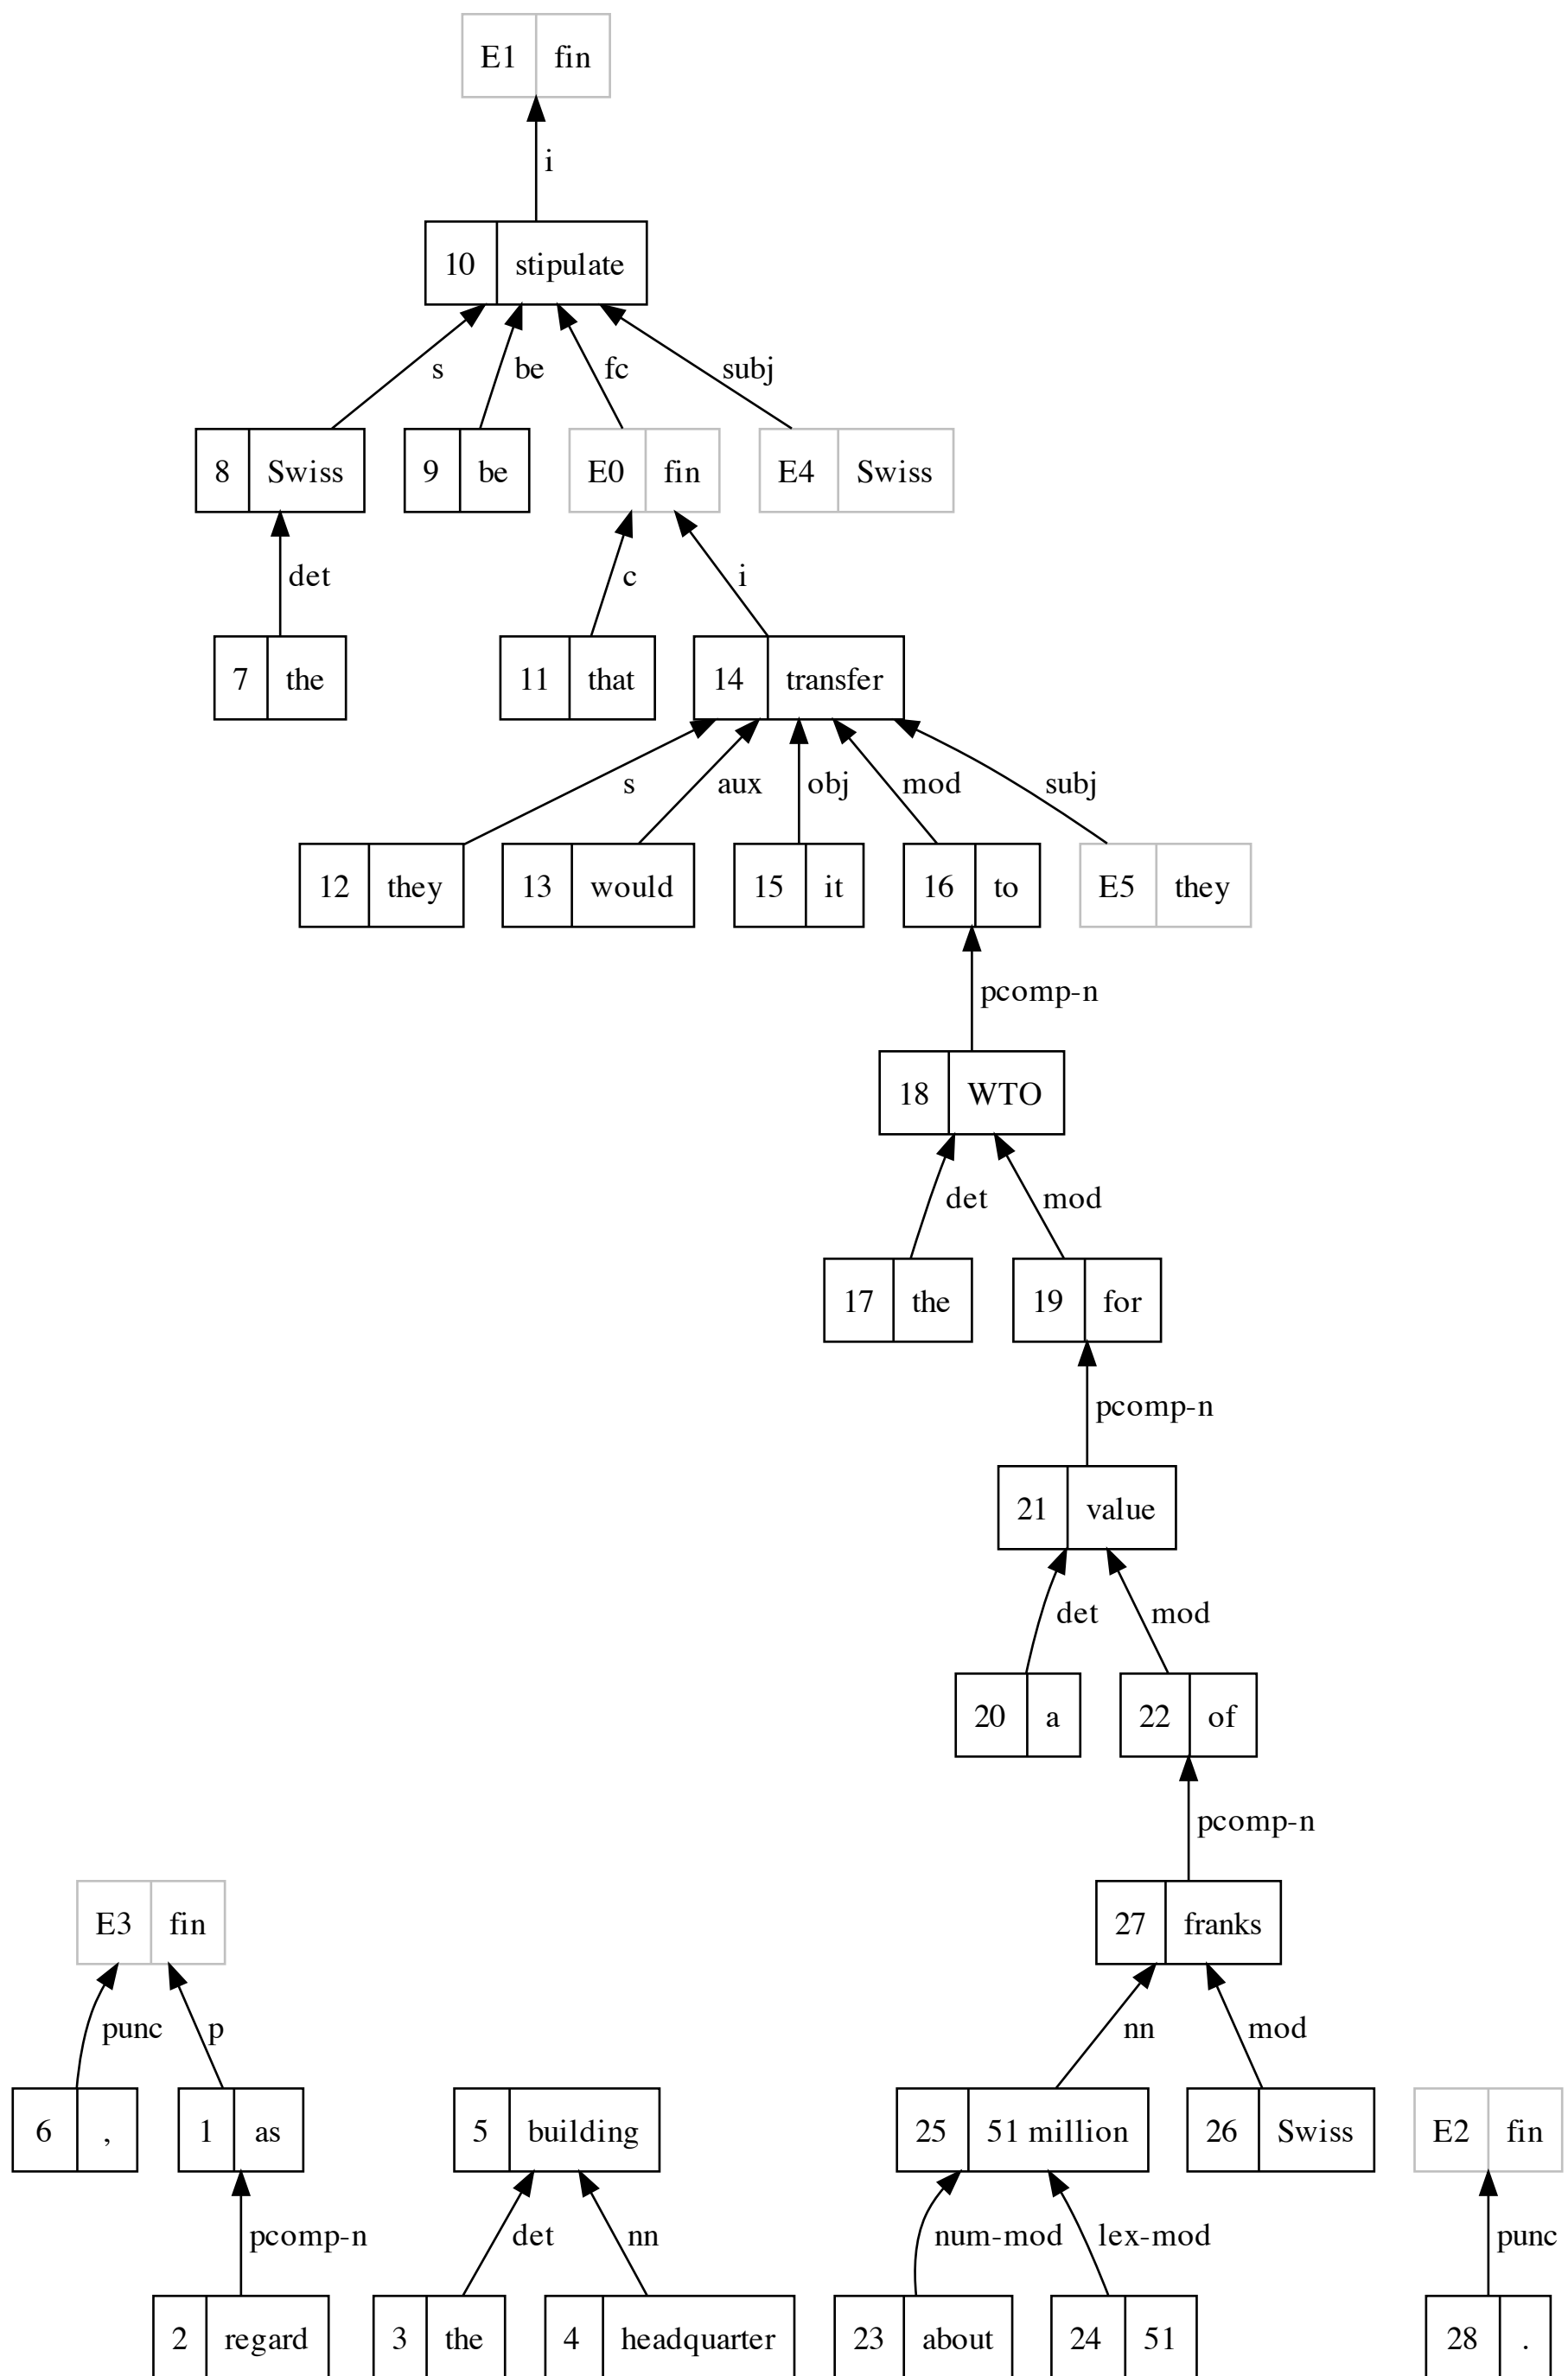 E1 fin
i
10 stipulate
s be fc subj
8 Swiss 9 be E0 fin E4 Swiss
det c i
7 the 11 that 14 transfer
s aux obj mod subj
12 they 13 would 15 it 16 to E5 they
pcomp-n
18 WTO
det mod
17 the 19 for
pcomp-n
21 value
det mod
20 a 22 of
pcomp-n
E3 fin 27 franks
punc p nn mod
6 , 1 as 5 building 25 51 million 26 Swiss E2 fin
pcomp-n det nn num-mod lex-mod punc
2 regard 3 the 4 headquarter 23 about 24 51 28 .